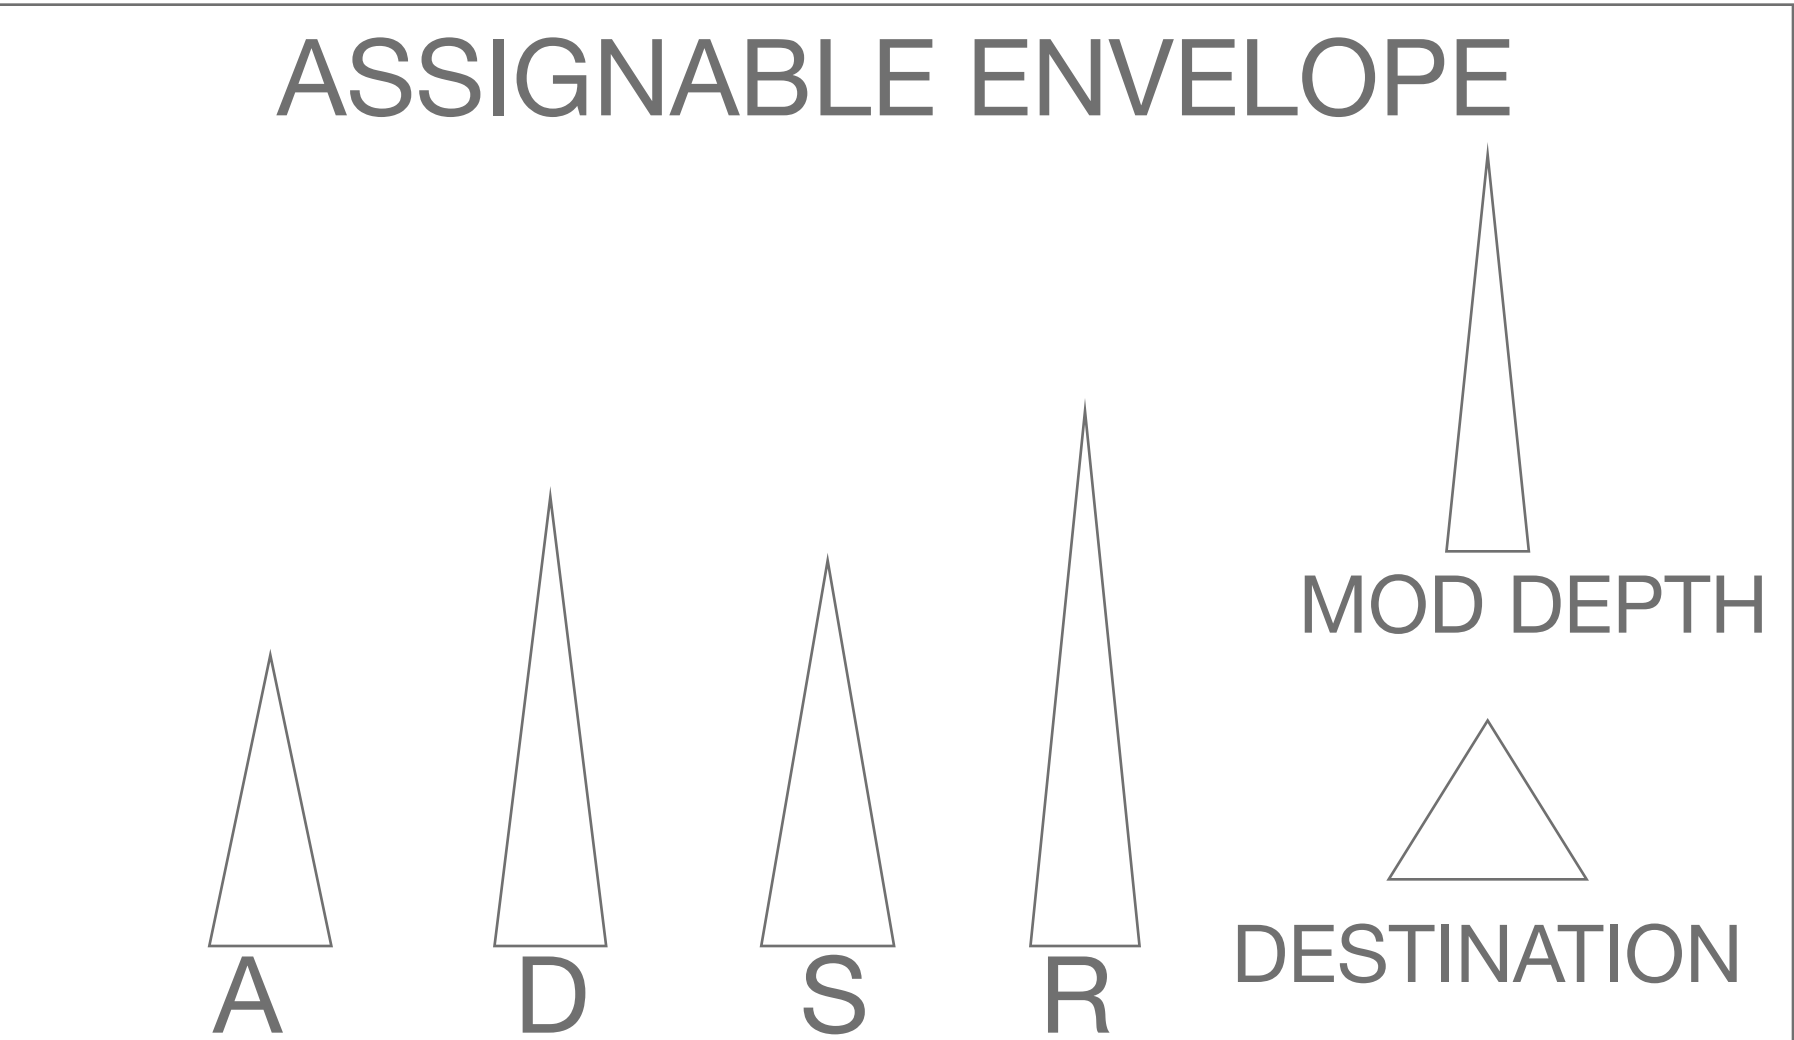 ASSIGNABLE ENVELOPE
MOD DEPTH
DESTINATION
A D S R